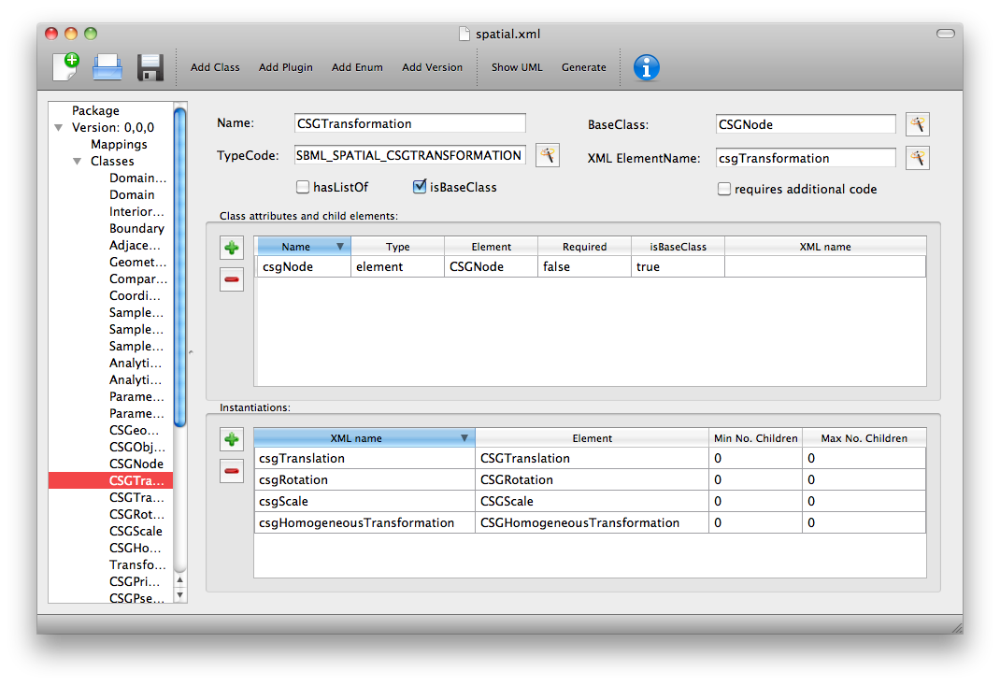 spatial.xml
Add Class Add Plugin Add Enum Add Version Show UML Generate
Package
Version: 0,0,0
Mappings
Classes
Domain...
Domain
Interior...
Boundary
Adjace...
Geomet...
Compar...
Coordi...
Sample...
Sample...
Sample...
Analyti...
Analyti...
Parame...
Parame...
CSGeo...
CSGObj...
CSGNode
CSGTra...
CSGTra...
CSGRot...
CSGScale
CSGHo...
Transfo...
CSGPri...
CSGPse...
Name: CSGTransformation BaseClass: CSGNode
TypeCode: SBML_SPATIAL_CSGTRANSFORMATION XML ElementName: csgTransformation
hasListOf isBaseClass requires additional code
Class attributes and child elements:
Name Type Element Required isBaseClass XML name
csgNode element CSGNode false true
Instantiations:
XML name Element Min No. Children Max No. Children
csgTranslation CSGTranslation 0 0
csgRotation CSGRotation 0 0
csgScale CSGScale 0 0
csgHomogeneousTransformation CSGHomogeneousTransformation 0 0